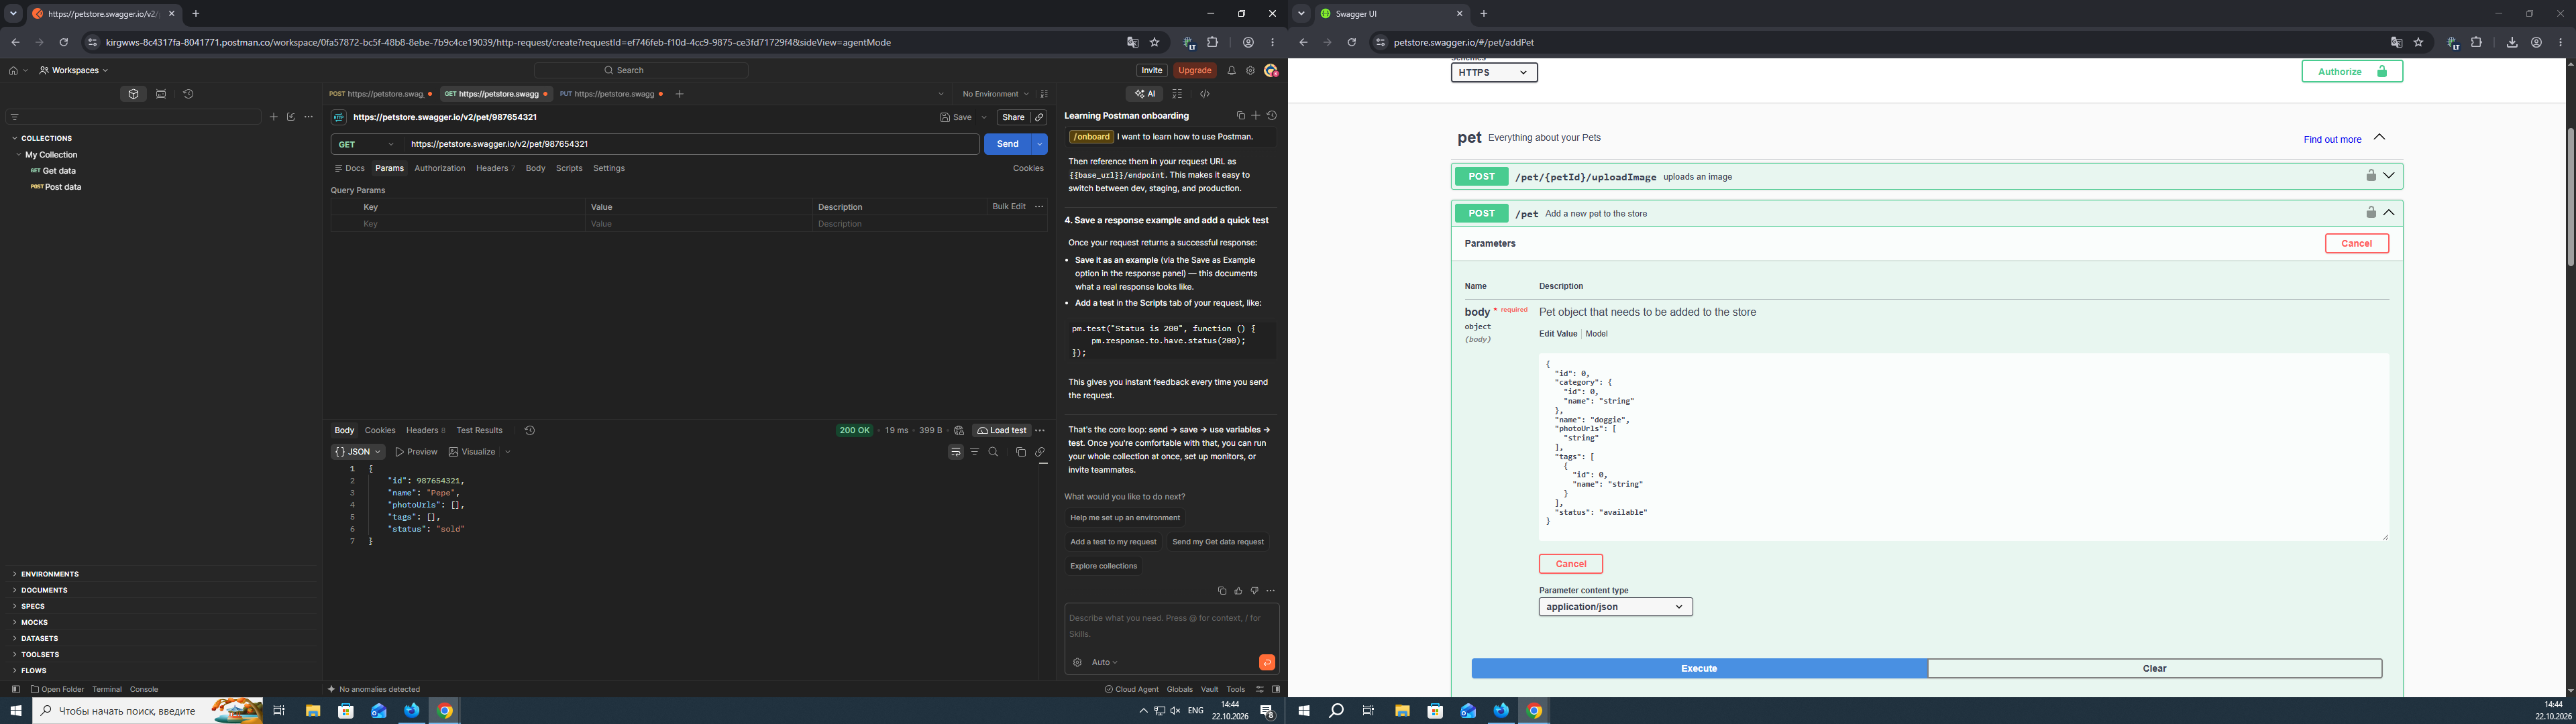 https://petstore.swagger.io/v2/
kirgwws-8c4317fa-8041771.postman.co/workspace/0fa57872-bc5f-48b8-8ebe-7b9c4ce19039/http-request/create?requestId=ef746feb-f10d-4cc9-9875-ce3fd71729f4&sideView=agentMode
Workspaces
Search
Invite
Upgrade
POST https://petstore.swag
GET https://petstore.swagg
PUT https://petstore.swagg
No Environment
AI
https://petstore.swagger.io/v2/pet/987654321
Save
Share
GET
https://petstore.swagger.io/v2/pet/987654321
Send
Docs
Params
Authorization
Headers 7
Body
Scripts
Settings
Cookies
Query Params
Key
Value
Description
Bulk Edit
Key
Value
Description
COLLECTIONS
My Collection
GET Get data
POST Post data
ENVIRONMENTS
DOCUMENTS
SPECS
MOCKS
DATASETS
TOOLSETS
FLOWS
Body
Cookies
Headers 8
Test Results
200 OK
19 ms
399 B
Load test
{ } JSON
Preview
Visualize
1 {
2 "id": 987654321,
3 "name": "Pepe",
4 "photoUrls": [],
5 "tags": [],
6 "status": "sold"
7 }
Learning Postman onboarding
/onboard I want to learn how to use Postman.
Then reference them in your request URL as
{{base_url}}/endpoint. This makes it easy to
switch between dev, staging, and production.
4. Save a response example and add a quick test
Once your request returns a successful response:
• Save it as an example (via the Save as Example
option in the response panel) — this documents
what a real response looks like.
• Add a test in the Scripts tab of your request, like:
pm.test("Status is 200", function () {
pm.response.to.have.status(200);
});
This gives you instant feedback every time you send
the request.
That's the core loop: send → save → use variables →
test. Once you're comfortable with that, you can run
your whole collection at once, set up monitors, or
invite teammates.
What would you like to do next?
Help me set up an environment
Add a test to my request
Send my Get data request
Explore collections
Describe what you need. Press @ for context, / for
Skills.
Auto
Open Folder
Terminal
Console
No anomalies detected
Cloud Agent
Globals
Vault
Tools
Чтобы начать поиск, введите
ENG
14:44
22.10.2026
8
Swagger UI
petstore.swagger.io/#/pet/addPet
Schemes
HTTPS
Authorize
pet Everything about your Pets
Find out more
POST /pet/{petId}/uploadImage uploads an image
POST /pet Add a new pet to the store
Parameters
Cancel
Name
Description
body * required
object
(body)
Pet object that needs to be added to the store
Edit Value | Model
{
"id": 0,
"category": {
"id": 0,
"name": "string"
},
"name": "doggie",
"photoUrls": [
"string"
],
"tags": [
{
"id": 0,
"name": "string"
}
],
"status": "available"
}
Cancel
Parameter content type
application/json
Execute
Clear
14:44
22.10.2026